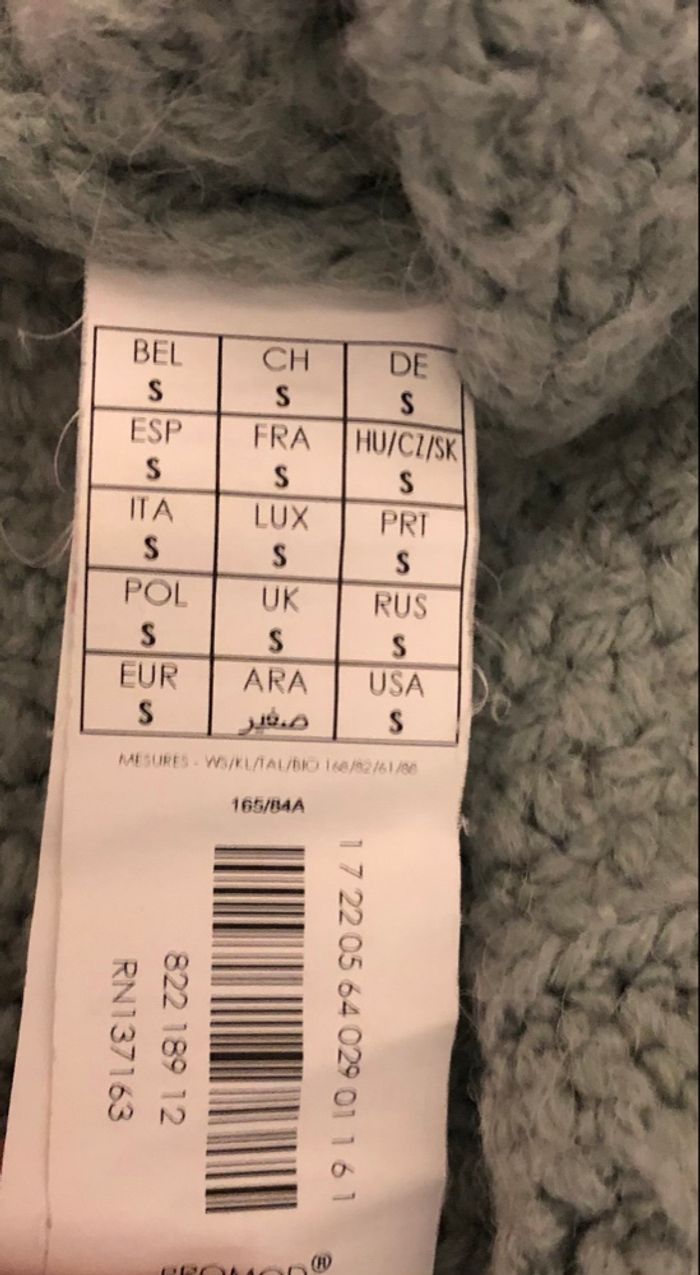 BEL CH DE
S S S
ESP FRA HU/CZ/SK
S S S
ITA LUX PRT
S S S
POL UK RUS
S S S
EUR ARA USA
S صغير S
MESURES - WS/KL/TAL/BIO 168/82/61/88
165/84A
1 7 22 05 64 029 01 1 6 1
822 189 12
RN137163